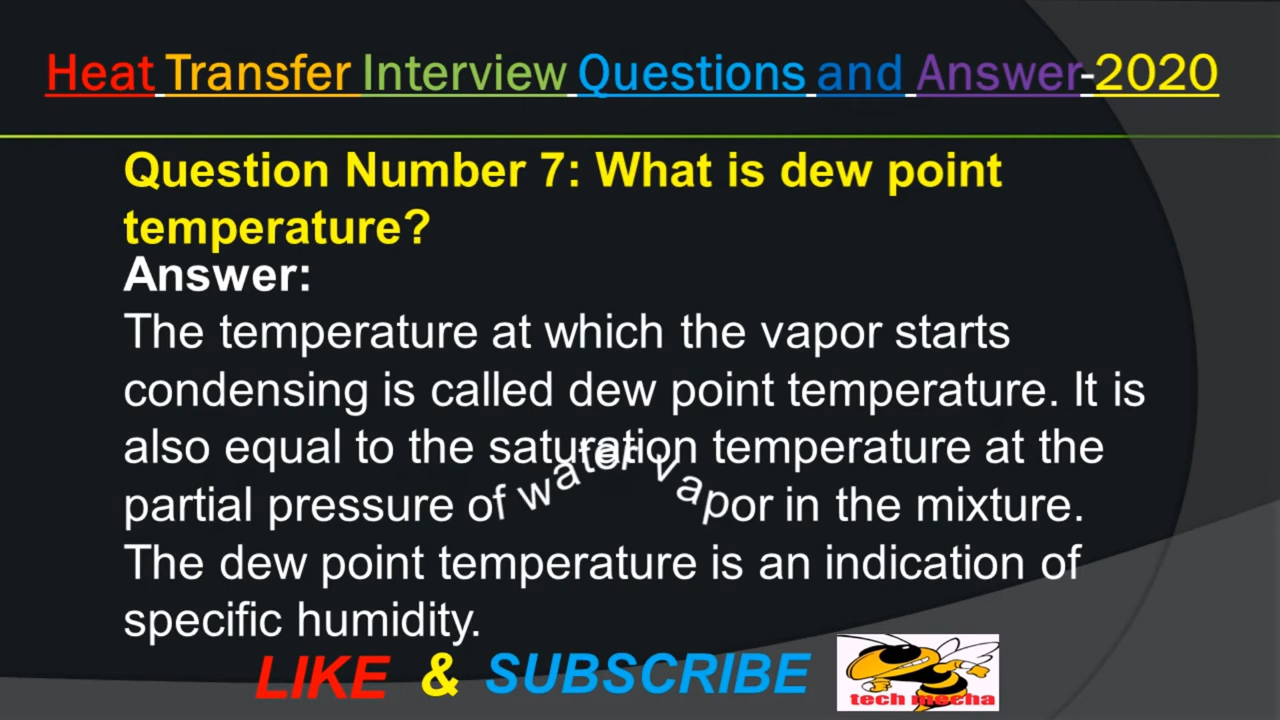 Heat Transfer Interview Questions and Answer-2020
Question Number 7: What is dew point
temperature?
Answer:
The temperature at which the vapor starts
condensing is called dew point temperature. It is
also equal to the saturation temperature at the
partial pressure of water vapor in the mixture.
The dew point temperature is an indication of
specific humidity.
LIKE & SUBSCRIBE
tech mecha